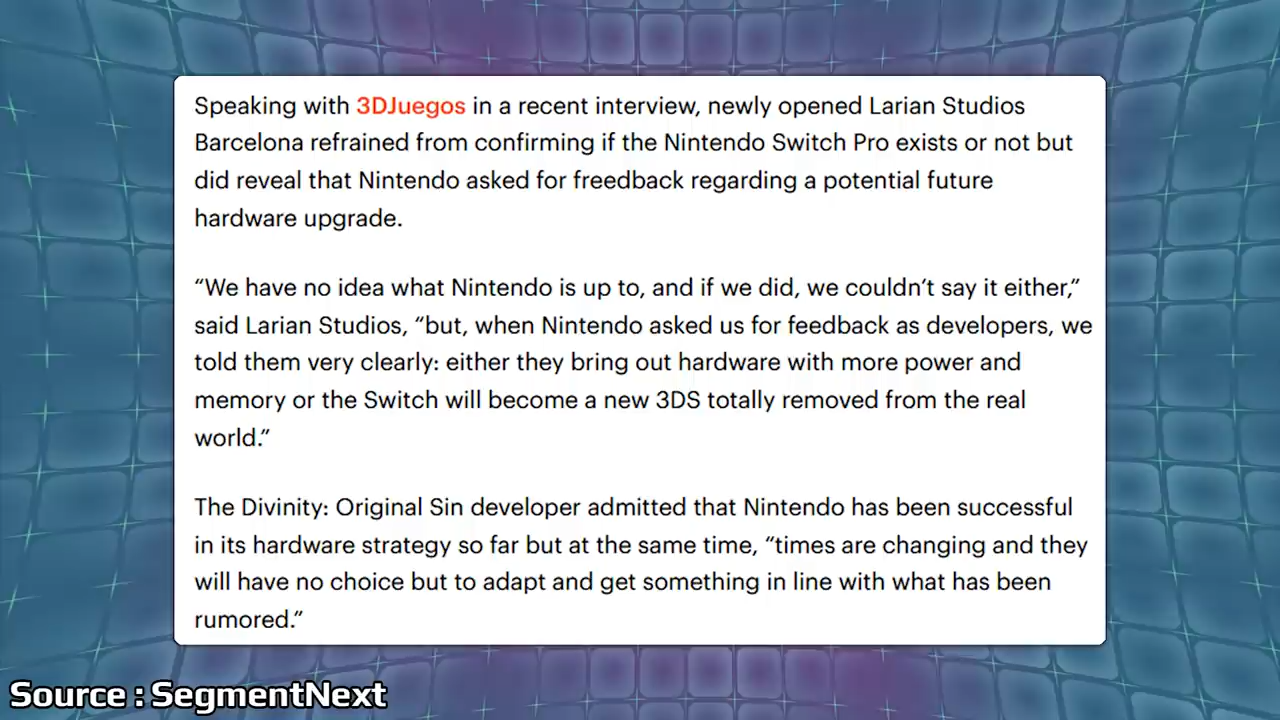 Speaking with 3DJuegos in a recent interview, newly opened Larian Studios
Barcelona refrained from confirming if the Nintendo Switch Pro exists or not but
did reveal that Nintendo asked for freedback regarding a potential future
hardware upgrade.
“We have no idea what Nintendo is up to, and if we did, we couldn’t say it either,”
said Larian Studios, “but, when Nintendo asked us for feedback as developers, we
told them very clearly: either they bring out hardware with more power and
memory or the Switch will become a new 3DS totally removed from the real
world.”
The Divinity: Original Sin developer admitted that Nintendo has been successful
in its hardware strategy so far but at the same time, “times are changing and they
will have no choice but to adapt and get something in line with what has been
rumored.”
Source : SegmentNext